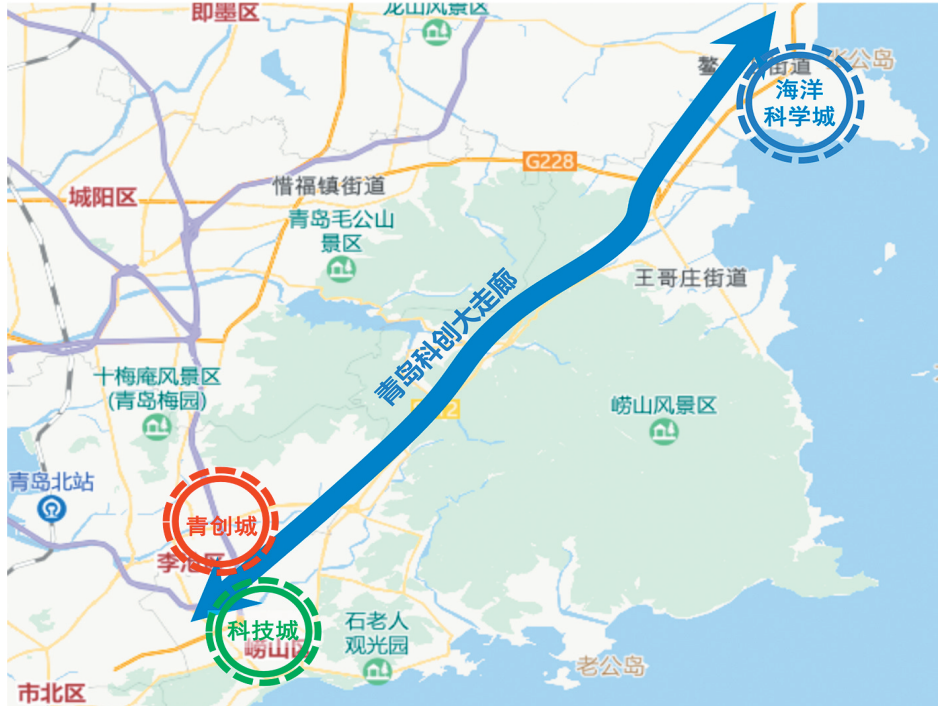 即墨区
龙山风景区
鳌
街道
老公岛
海洋
科学城
G228
城阳区
惜福镇街道
青岛毛公山
景区
王哥庄街道
青岛科创大走廊
十梅庵风景区
(青岛梅园)
崂山风景区
青岛北站
青创城
李沧区
科技城
崂山区
石老人
观光园
老公岛
市北区